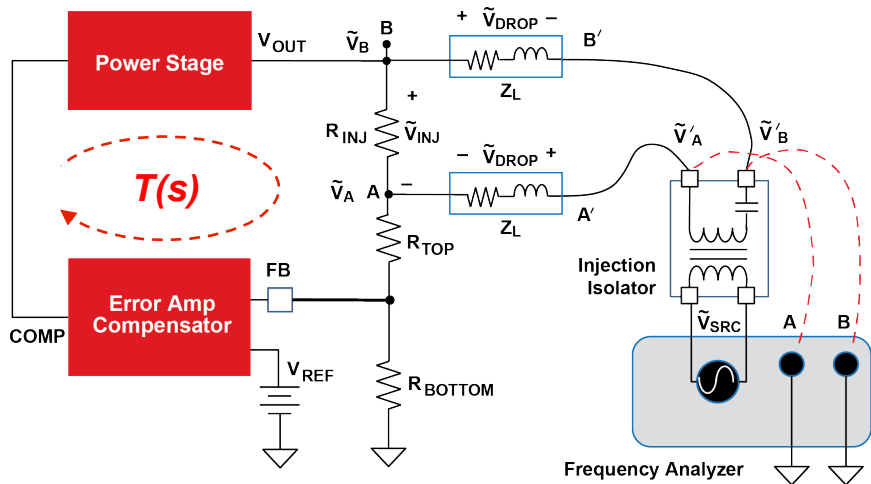 + ṼDROP −
B
ṼB
VOUT
B′
Power Stage
ZL
+
RINJ
ṼINJ
Ṽ′A
Ṽ′B
− ṼDROP +
T(s)
ṼA
A
−
A′
ZL
RTOP
FB
Injection
Isolator
Error Amp
Compensator
COMP
ṼSRC
A
B
VREF
RBOTTOM
Frequency Analyzer